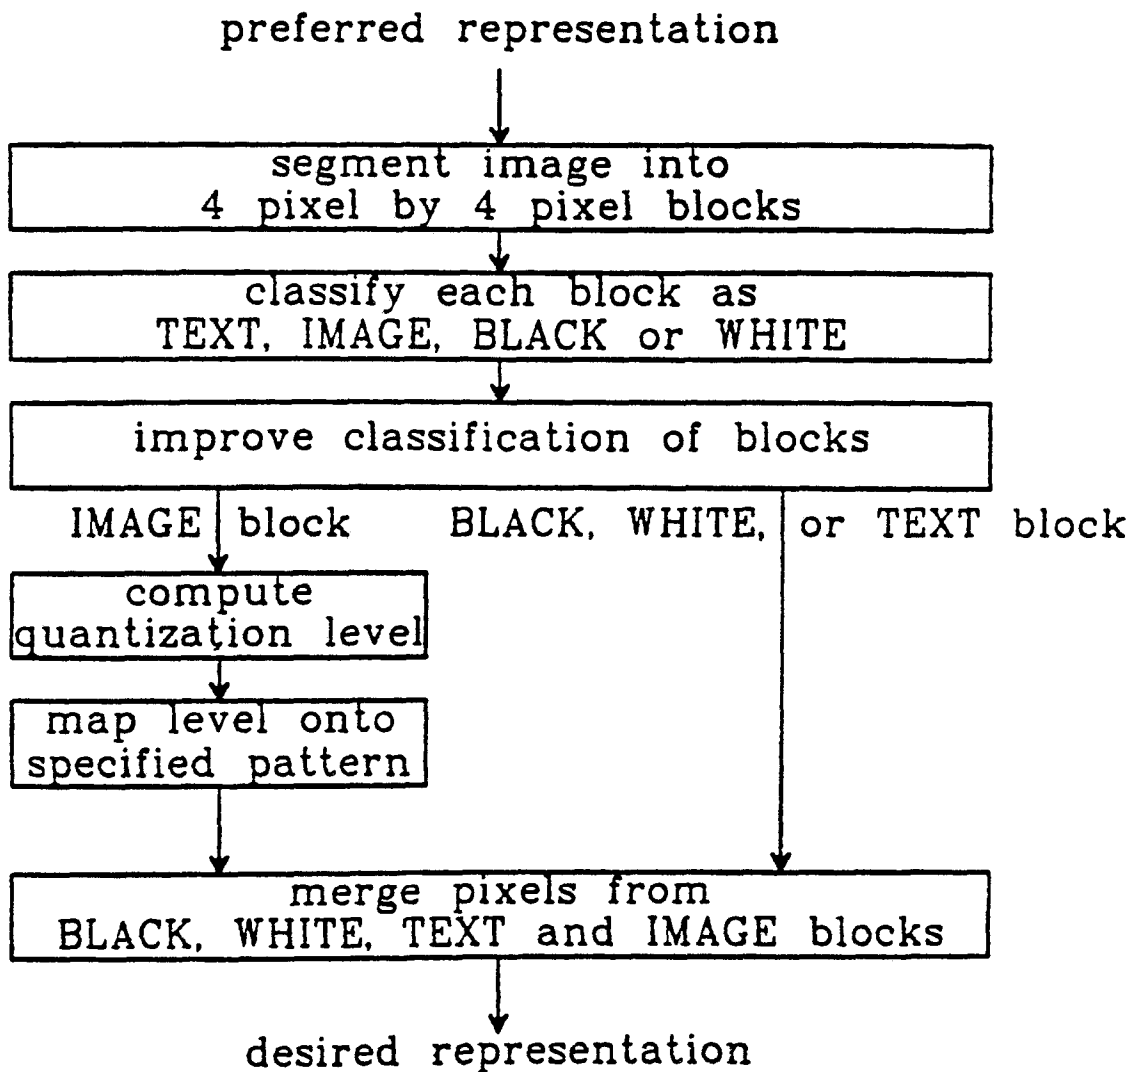 preferred representation
segment image into
4 pixel by 4 pixel blocks
classify each block as
TEXT, IMAGE, BLACK or WHITE
improve classification of blocks
IMAGE block
BLACK, WHITE, or TEXT block
compute
quantization level
map level onto
specified pattern
merge pixels from
BLACK, WHITE, TEXT and IMAGE blocks
desired representation